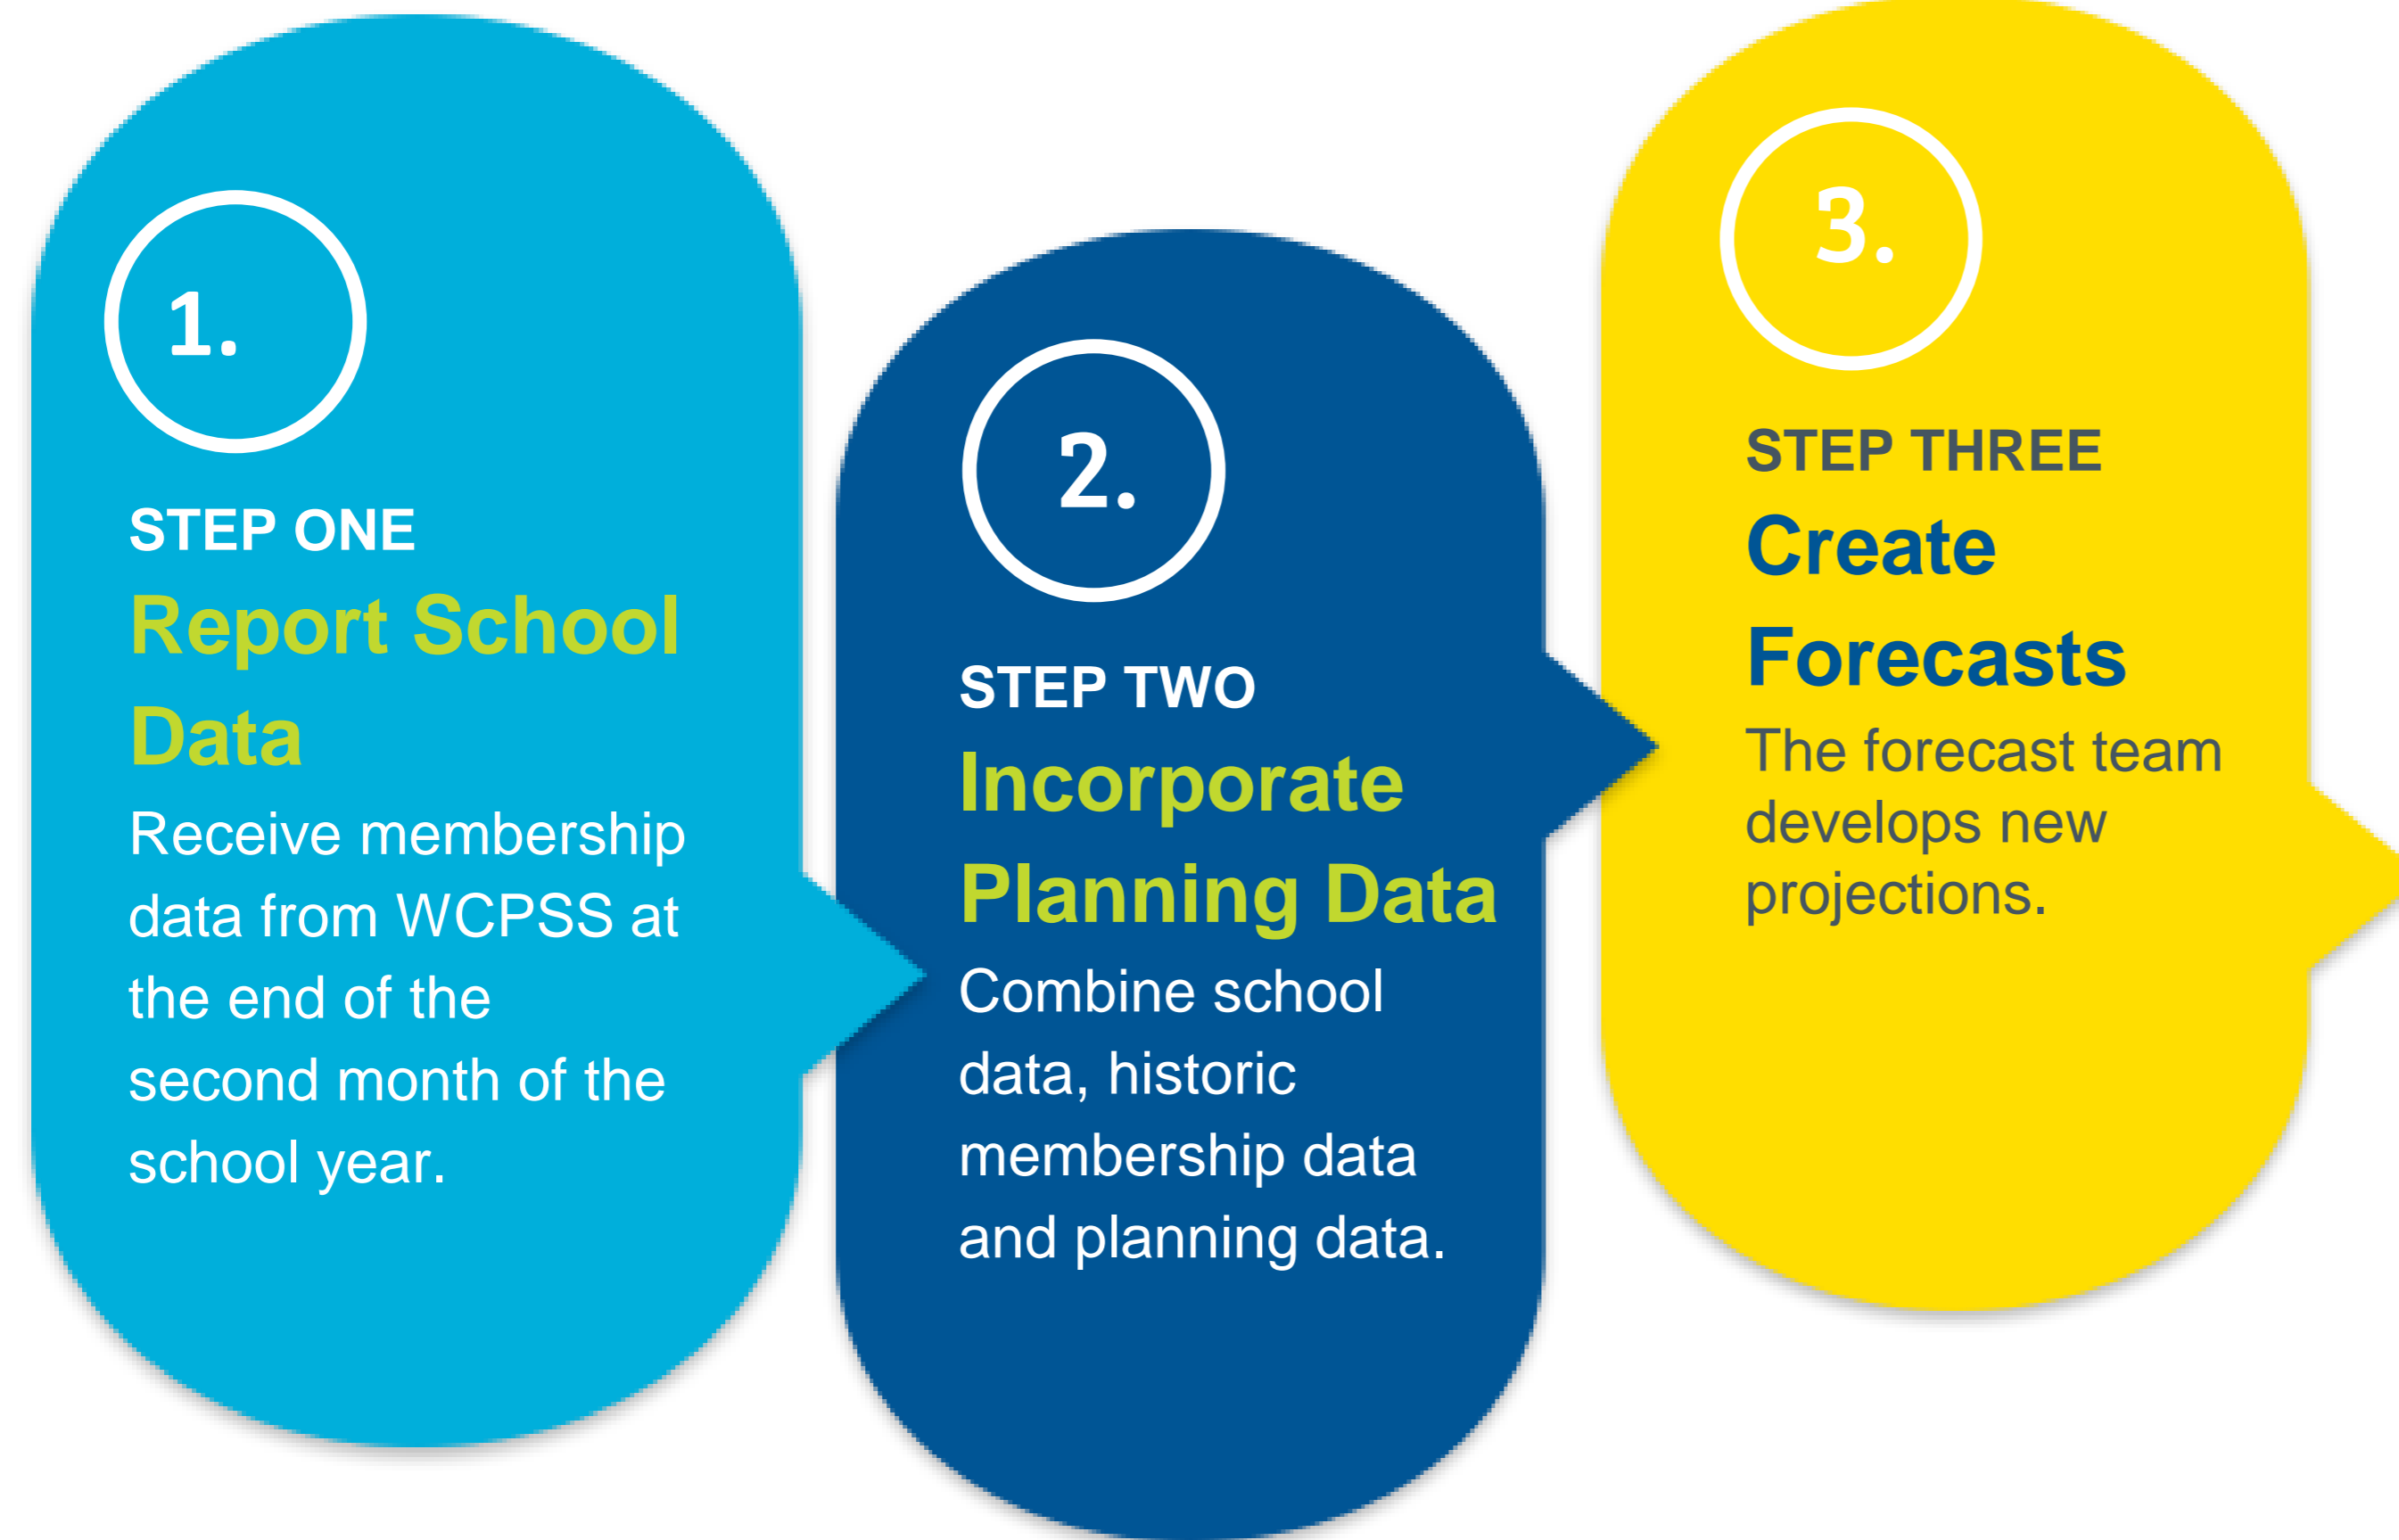 1.
STEP ONE
Report School
Data
Receive membership
data from WCPSS at
the end of the
second month of the
school year.
2.
STEP TWO
Incorporate
Planning Data
Combine school
data, historic
membership data
and planning data.
3.
STEP THREE
Create
Forecasts
The forecast team
develops new
projections.